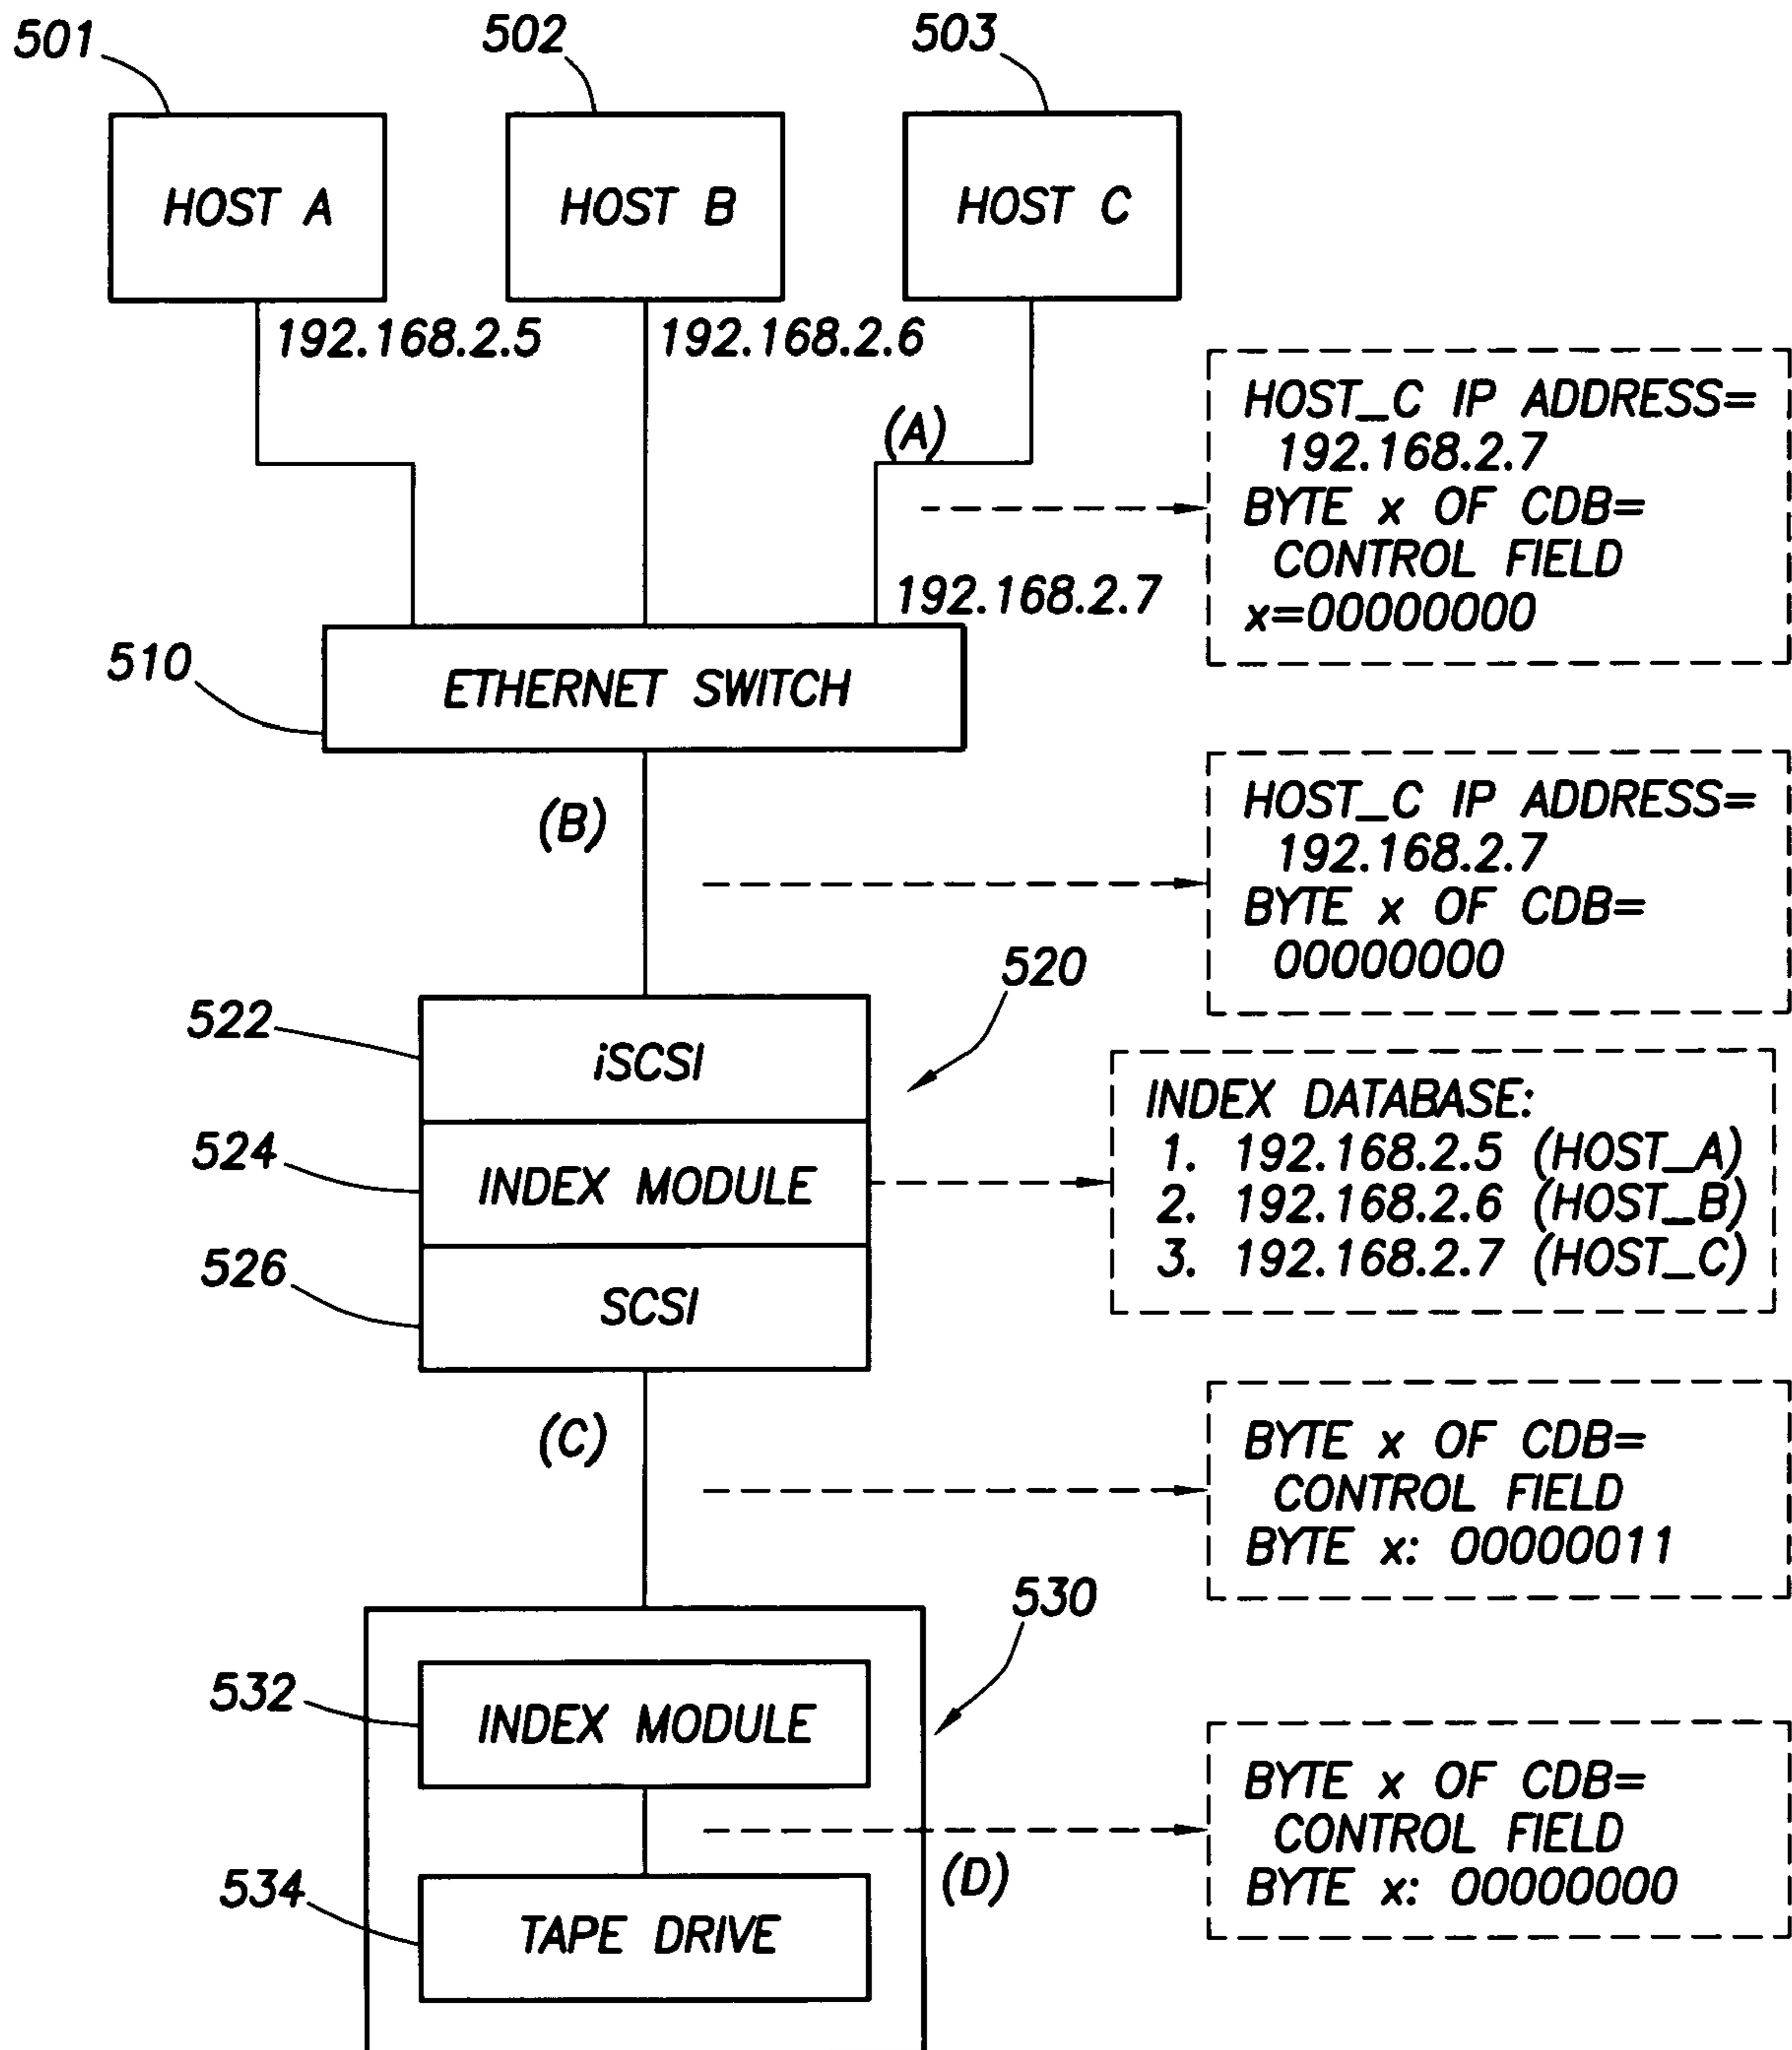 501
502
503
HOST A
HOST B
HOST C
192.168.2.5
192.168.2.6
(A)
192.168.2.7
HOST_C IP ADDRESS=
192.168.2.7
BYTE x OF CDB=
CONTROL FIELD
x=00000000
510
ETHERNET SWITCH
(B)
HOST_C IP ADDRESS=
192.168.2.7
BYTE x OF CDB=
00000000
520
522
iSCSI
524
INDEX MODULE
526
SCSI
INDEX DATABASE:
1. 192.168.2.5 (HOST_A)
2. 192.168.2.6 (HOST_B)
3. 192.168.2.7 (HOST_C)
(C)
BYTE x OF CDB=
CONTROL FIELD
BYTE x: 00000011
530
532
INDEX MODULE
534
TAPE DRIVE
(D)
BYTE x OF CDB=
CONTROL FIELD
BYTE x: 00000000